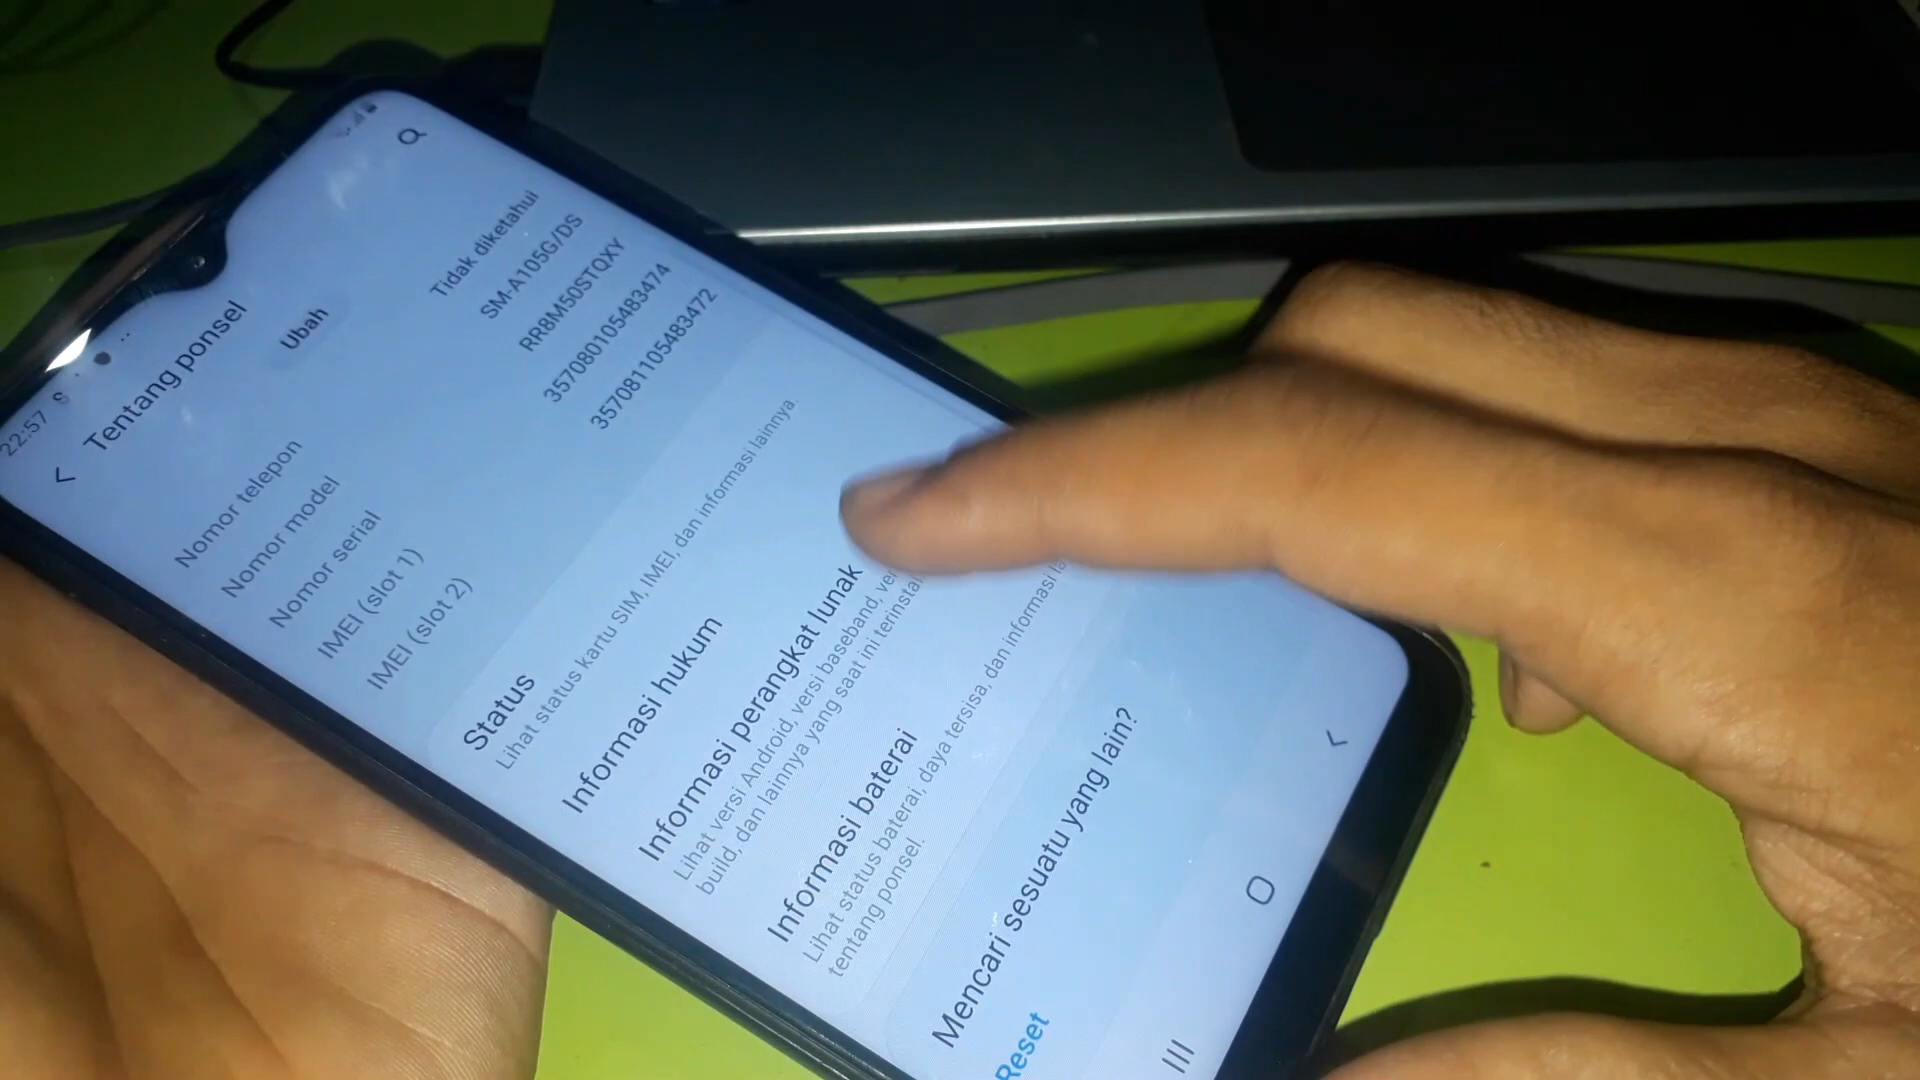 22:57
Tentang ponsel
Ubah
Nomor telepon Tidak diketahui
Nomor model SM-A105G/DS
Nomor serial RR8M50STQXY
IMEI (slot 1) 357080105483474
IMEI (slot 2) 357081105483472
Status
Lihat status kartu SIM, IMEI, dan informasi lainnya.
Informasi hukum
Informasi perangkat lunak
Lihat versi Android, versi baseband,
build, dan lainnya yang saat ini
Informasi baterai
Lihat status baterai, daya tersisa, dan informasi
tentang ponsel.
Mencari sesuatu yang lain?
Reset